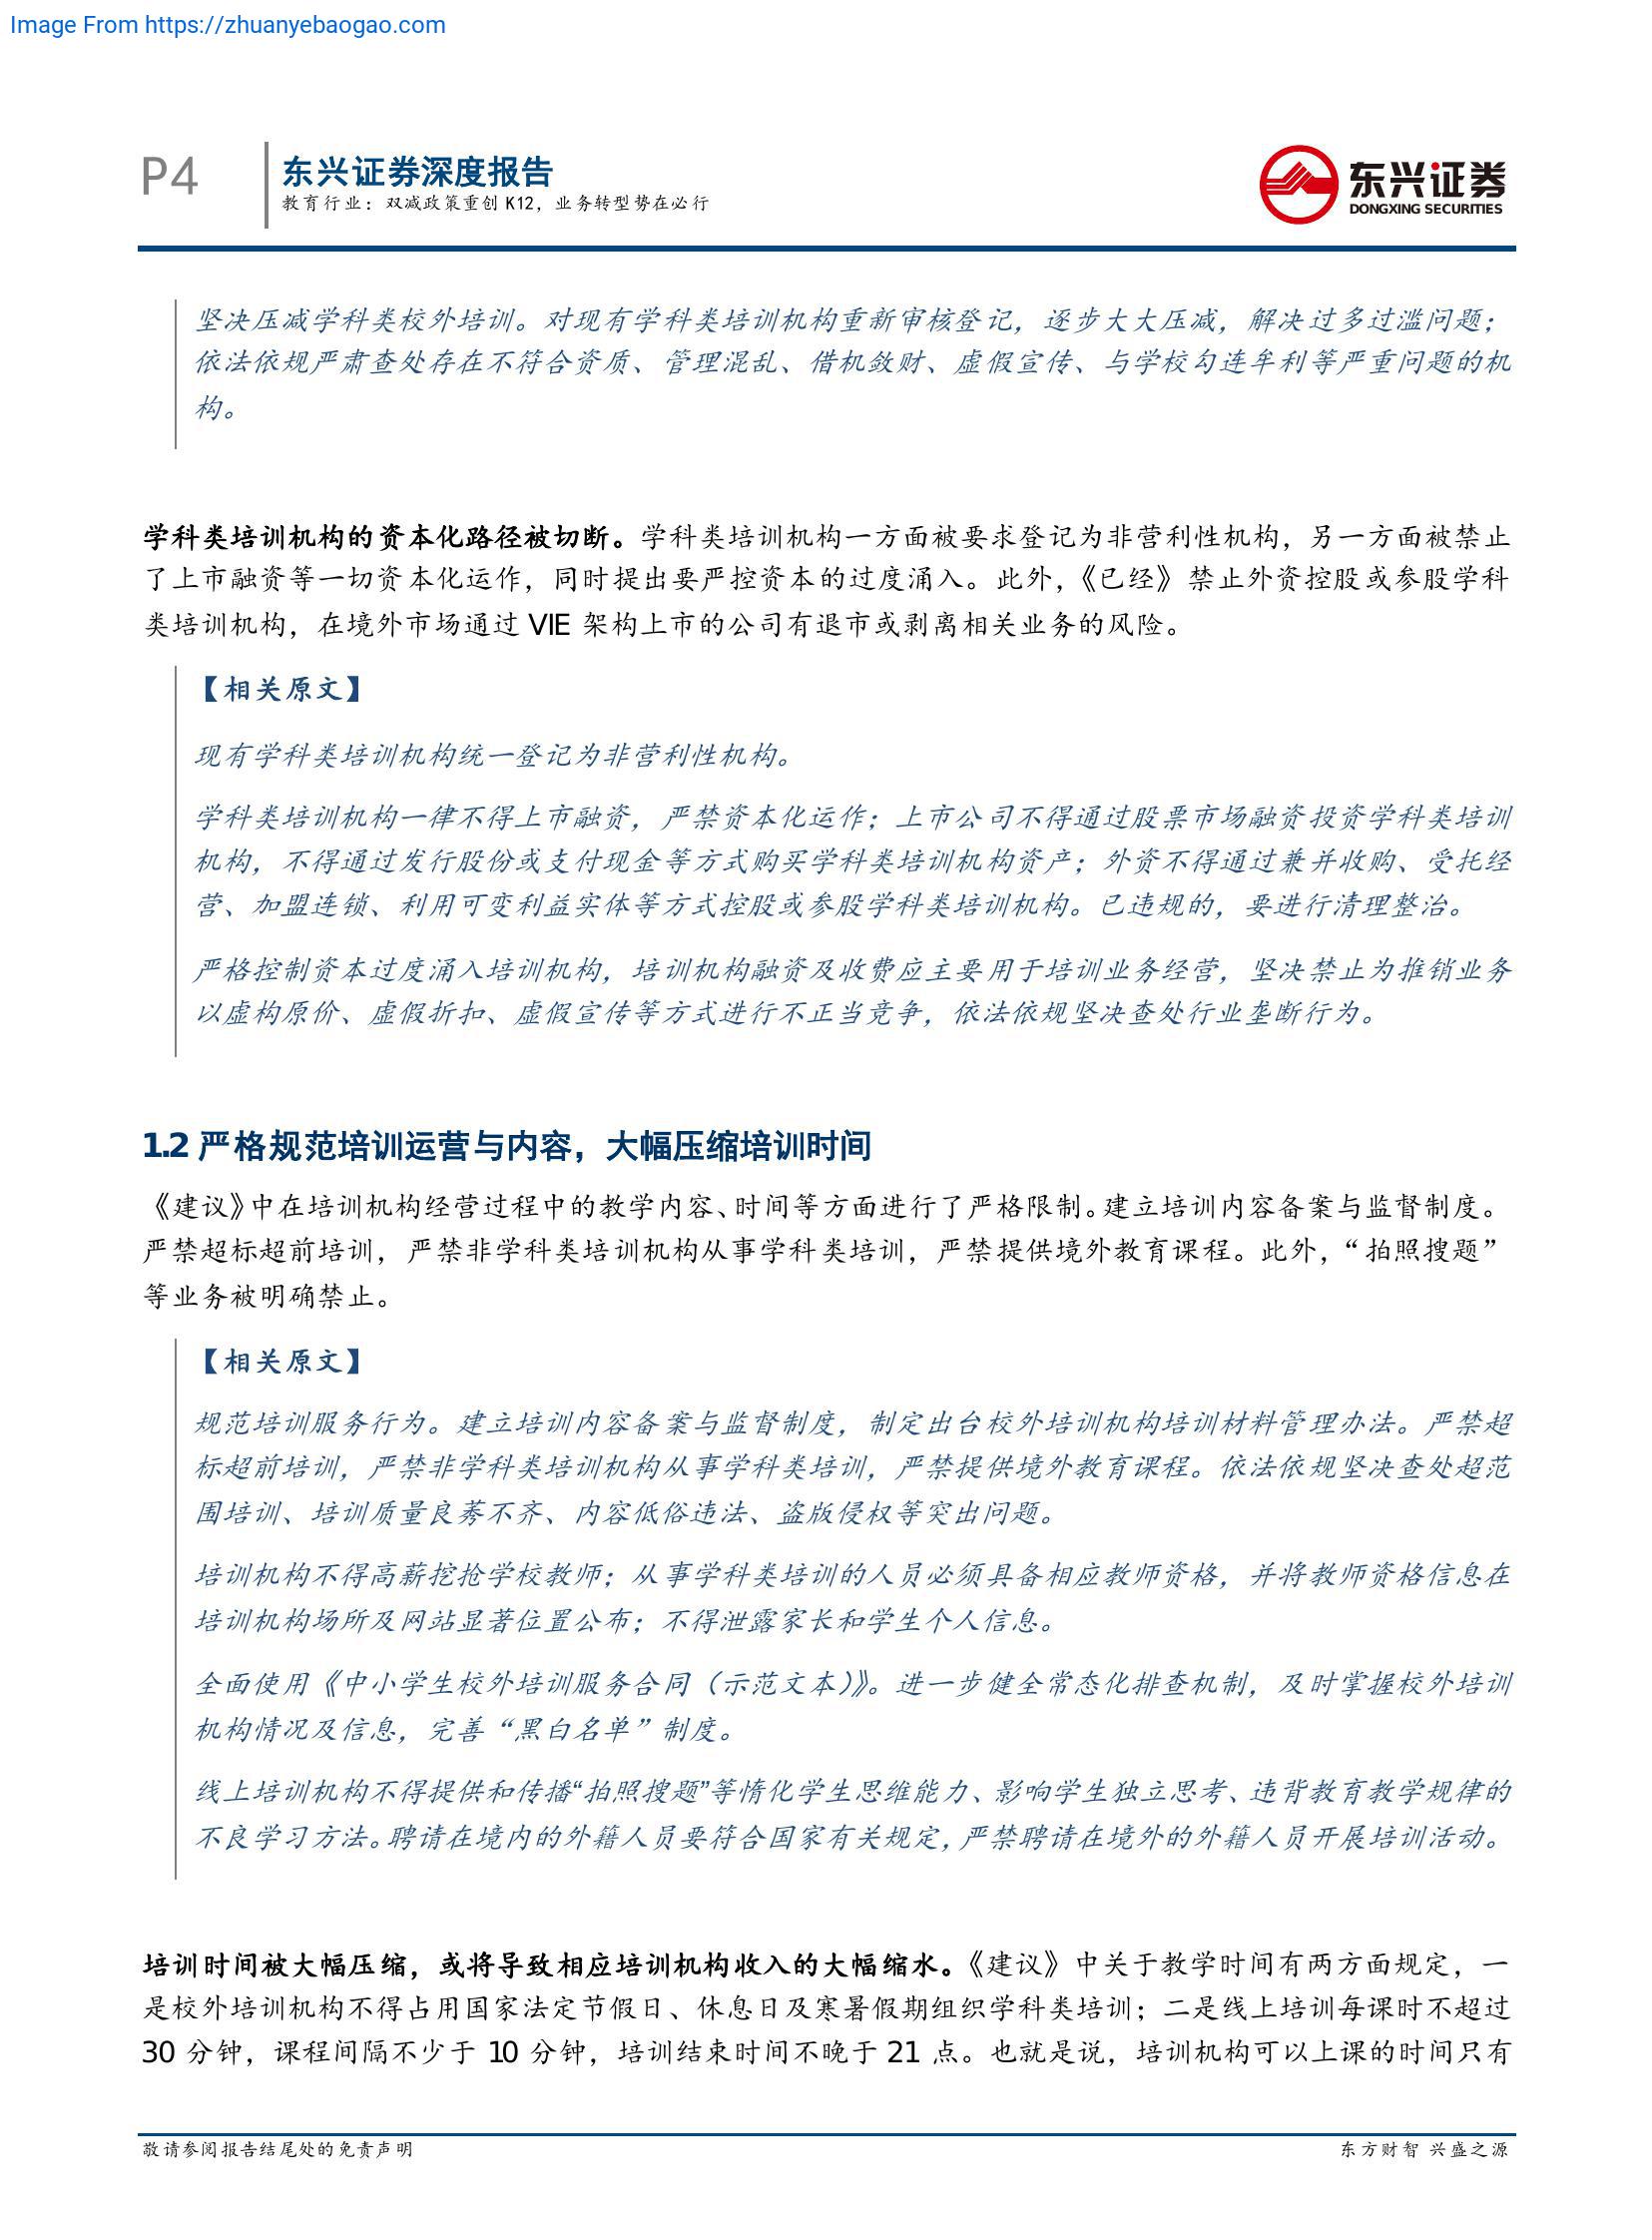 Image From https://zhuanyebaogao.com
P4
东兴证券深度报告
教育行业：双减政策重创 K12，业务转型势在必行
东兴证券
DONGXING SECURITIES
坚决压减学科类校外培训。对现有学科类培训机构重新审核登记，逐步大大压减，解决过多过滥问题；
依法依规严肃查处存在不符合资质、管理混乱、借机敛财、虚假宣传、与学校勾连牟利等严重问题的机
构。
学科类培训机构的资本化路径被切断。学科类培训机构一方面被要求登记为非营利性机构，另一方面被禁止
了上市融资等一切资本化运作，同时提出要严控资本的过度涌入。此外，《已经》禁止外资控股或参股学科
类培训机构，在境外市场通过 VIE 架构上市的公司有退市或剥离相关业务的风险。
【相关原文】
现有学科类培训机构统一登记为非营利性机构。
学科类培训机构一律不得上市融资，严禁资本化运作；上市公司不得通过股票市场融资投资学科类培训
机构，不得通过发行股份或支付现金等方式购买学科类培训机构资产；外资不得通过兼并收购、受托经
营、加盟连锁、利用可变利益实体等方式控股或参股学科类培训机构。已违规的，要进行清理整治。
严格控制资本过度涌入培训机构，培训机构融资及收费应主要用于培训业务经营，坚决禁止为推销业务
以虚构原价、虚假折扣、虚假宣传等方式进行不正当竞争，依法依规坚决查处行业垄断行为。
1.2 严格规范培训运营与内容，大幅压缩培训时间
《建议》中在培训机构经营过程中的教学内容、时间等方面进行了严格限制。建立培训内容备案与监督制度。
严禁超标超前培训，严禁非学科类培训机构从事学科类培训，严禁提供境外教育课程。此外，“拍照搜题”
等业务被明确禁止。
【相关原文】
规范培训服务行为。建立培训内容备案与监督制度，制定出台校外培训机构培训材料管理办法。严禁超
标超前培训，严禁非学科类培训机构从事学科类培训，严禁提供境外教育课程。依法依规坚决查处超范
围培训、培训质量良莠不齐、内容低俗违法、盗版侵权等突出问题。
培训机构不得高薪挖抢学校教师；从事学科类培训的人员必须具备相应教师资格，并将教师资格信息在
培训机构场所及网站显著位置公布；不得泄露家长和学生个人信息。
全面使用《中小学生校外培训服务合同（示范文本）》。进一步健全常态化排查机制，及时掌握校外培训
机构情况及信息，完善“黑白名单”制度。
线上培训机构不得提供和传播“拍照搜题”等惰化学生思维能力、影响学生独立思考、违背教育教学规律的
不良学习方法。聘请在境内的外籍人员要符合国家有关规定，严禁聘请在境外的外籍人员开展培训活动。
培训时间被大幅压缩，或将导致相应培训机构收入的大幅缩水。《建议》中关于教学时间有两方面规定，一
是校外培训机构不得占用国家法定节假日、休息日及寒暑假期组织学科类培训；二是线上培训每课时不超过
30 分钟，课程间隔不少于 10 分钟，培训结束时间不晚于 21 点。也就是说，培训机构可以上课的时间只有
敬请参阅报告结尾处的免责声明
东方财智 兴盛之源